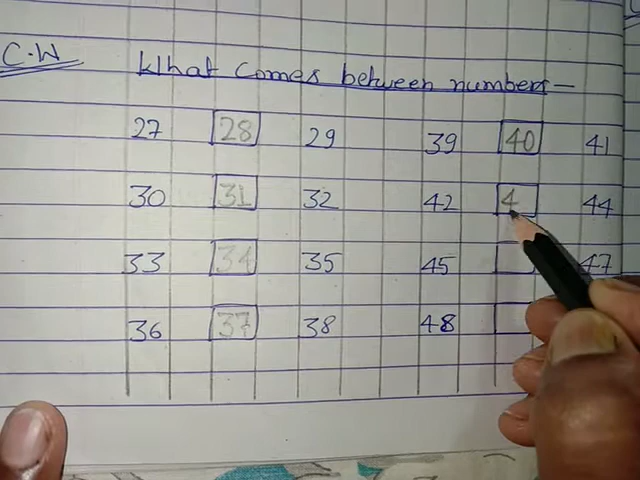 C.W
What comes between numbers—
27 28 29 39 40 41
30 31 32 42 4 44
33 34 35 45 47
36 37 38 48